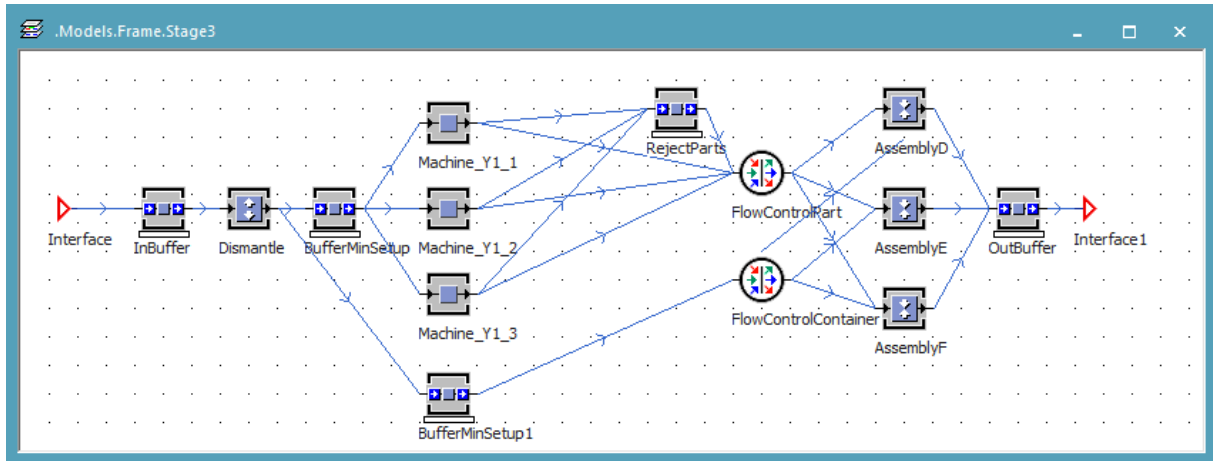 .Models.Frame.Stage3
Machine_Y1_1
RejectParts
AssemblyD
FlowControlPart
Interface
InBuffer
Dismantle
BufferMinSetup
Machine_Y1_2
AssemblyE
OutBuffer
Interface1
FlowControlContainer
Machine_Y1_3
AssemblyF
BufferMinSetup1